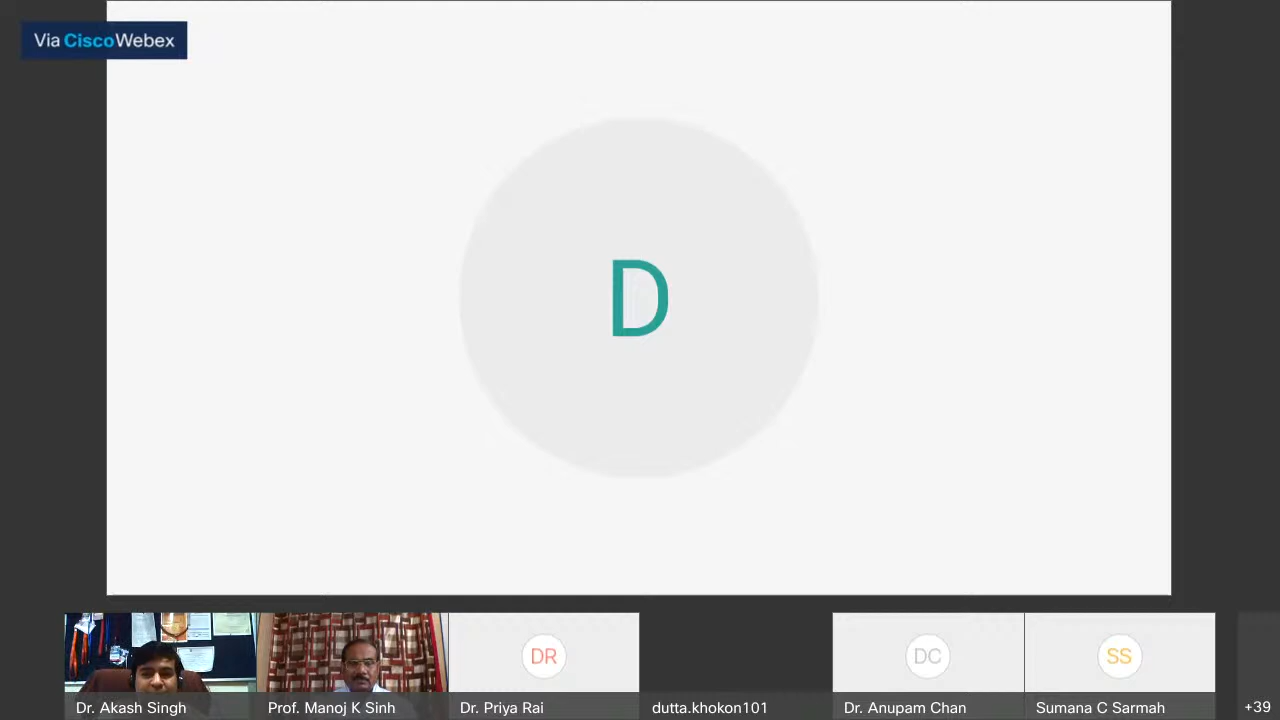 Via CiscoWebex
D
DR
DC
SS
Dr. Akash Singh
Prof. Manoj K Sinh
Dr. Priya Rai
dutta.khokon101
Dr. Anupam Chan
Sumana C Sarmah
+39